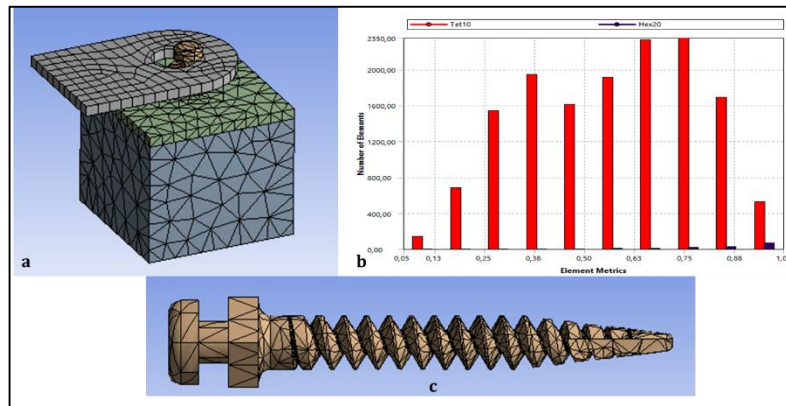 Tet10 Hex20
2350,00
2000,00
1600,00
1200,00
800,00
400,00
0,00
Number of Elements
0,05 0,13 0,25 0,38 0,50 0,63 0,75 0,88 1,0
Element Metrics
a
b
c